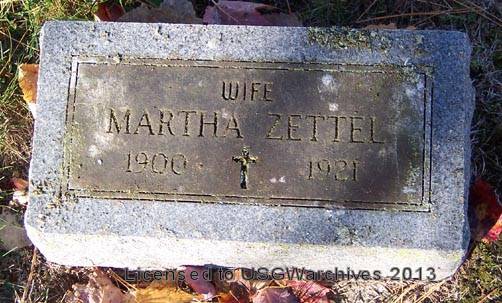 WIFE
MARTHA ZETTEL
1900 1921
Licensed to USGWarchives 2013